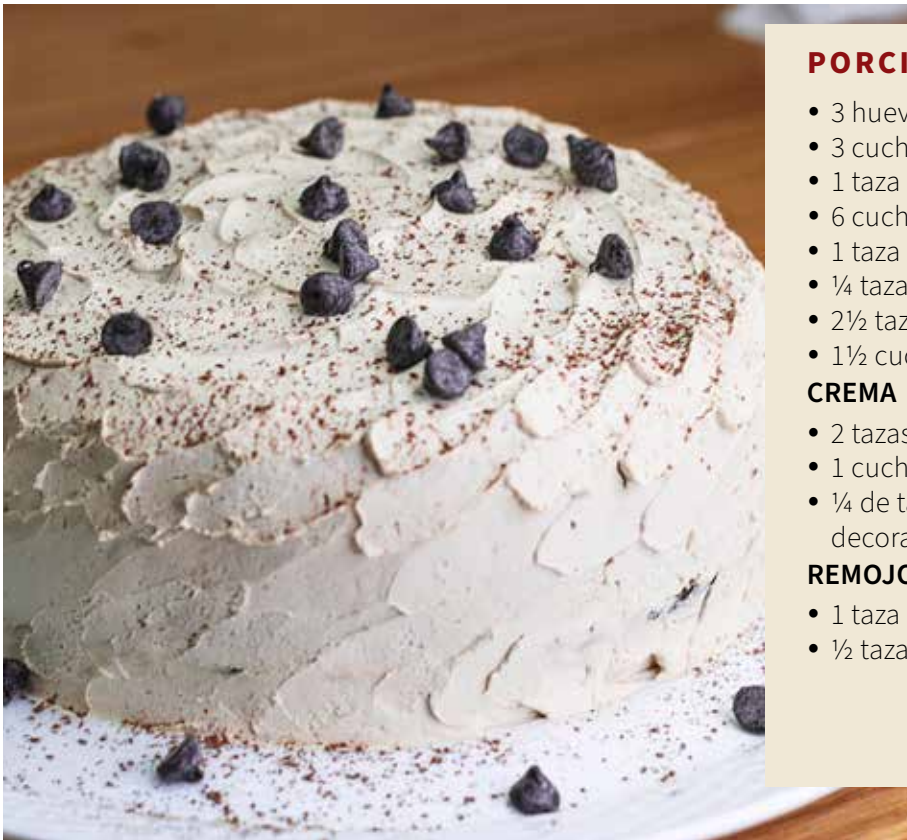 PORCI
• 3 huev
• 3 cuch
• 1 taza
• 6 cuch
• 1 taza
• ¼ taza
• 2½ taz
• 1½ cuc
CREMA
• 2 tazas
• 1 cuch
• ¼ de ta
decora
REMOJO
• 1 taza
• ½ taza